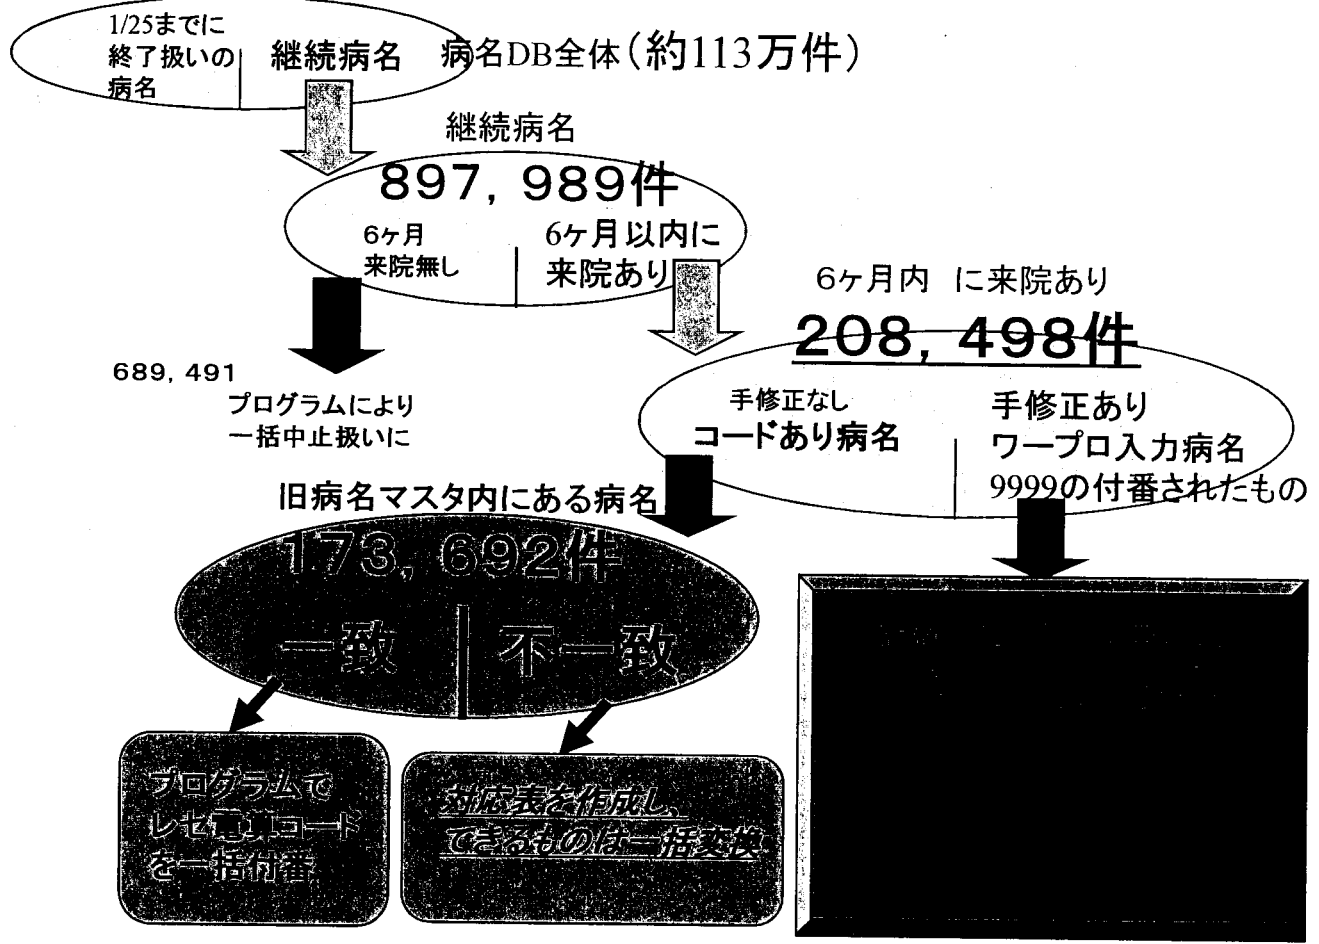 1/25までに
終了扱いの
病名
継続病名
病名DB全体(約113万件)
継続病名
897, 989件
6ヶ月
来院無し
6ヶ月以内に
来院あり
6ヶ月内 に来院あり
208, 498件
689, 491
プログラムにより
一括中止扱いに
手修正なし
コードあり病名
手修正あり
ワープロ入力病名
9999の付番されたもの
旧病名マスタ内にある病名
173, 692件
一致
不一致
プログラムで
レセ電算コード
を一括付番
対応表を作成し、
できるものは一括変換